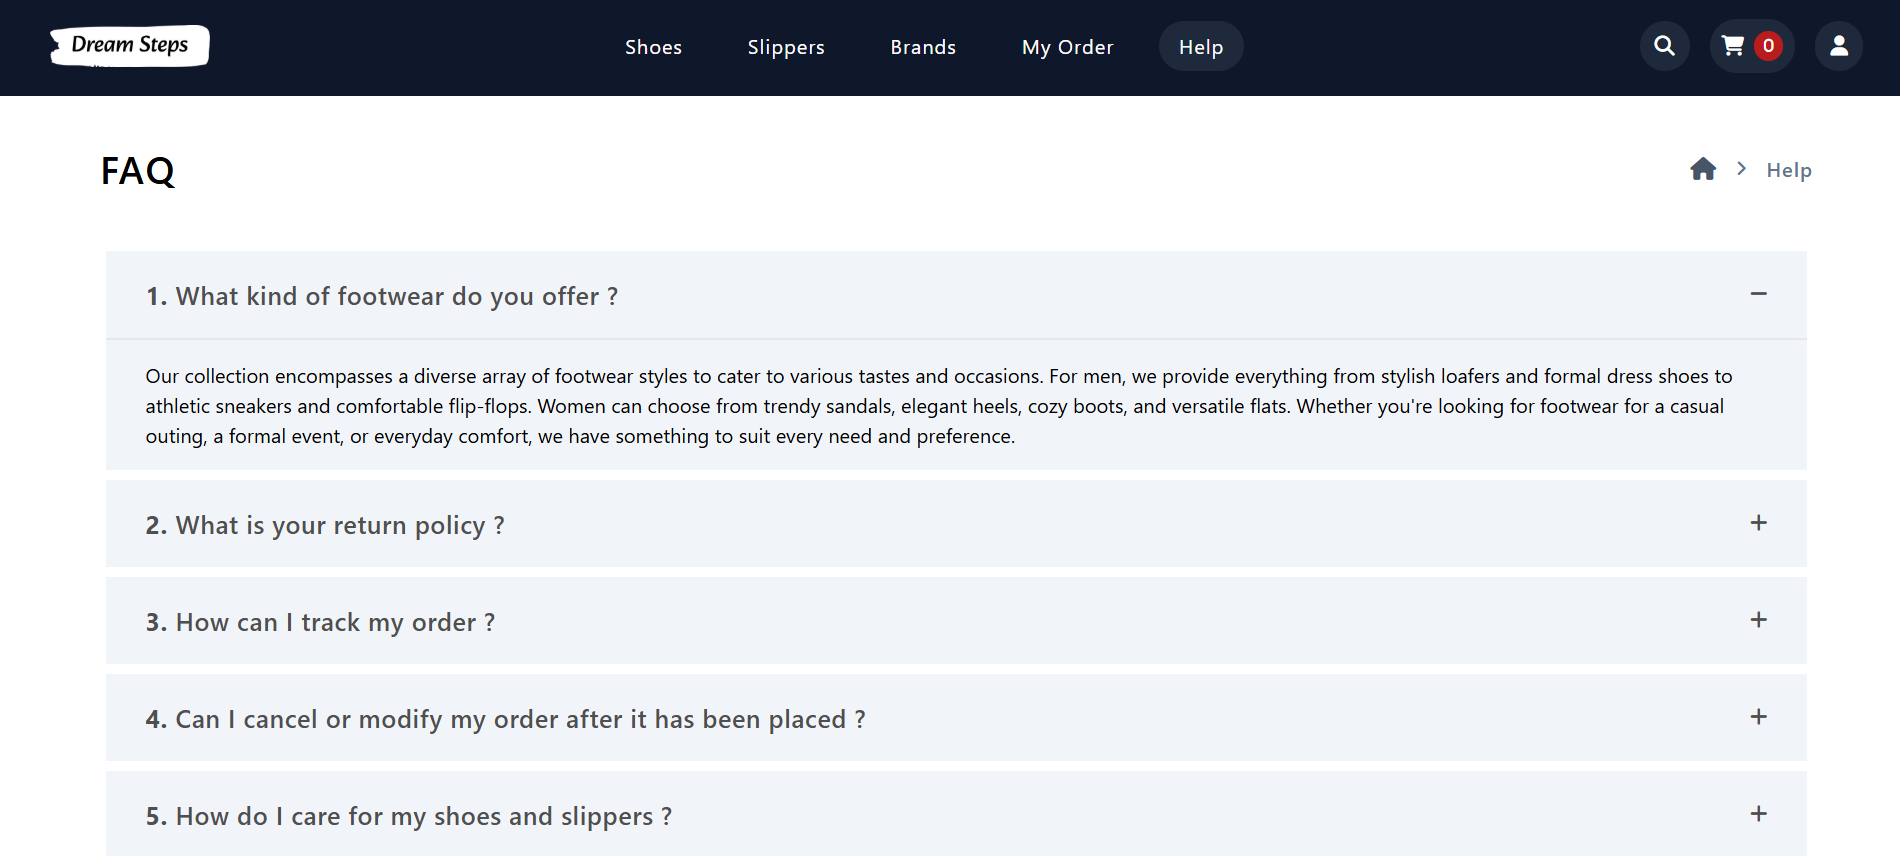 Dream Steps
Shoes
Slippers
Brands
My Order
Help
0
FAQ
Help
1. What kind of footwear do you offer ?
Our collection encompasses a diverse array of footwear styles to cater to various tastes and occasions. For men, we provide everything from stylish loafers and formal dress shoes to
athletic sneakers and comfortable flip-flops. Women can choose from trendy sandals, elegant heels, cozy boots, and versatile flats. Whether you're looking for footwear for a casual
outing, a formal event, or everyday comfort, we have something to suit every need and preference.
2. What is your return policy ?
3. How can I track my order ?
4. Can I cancel or modify my order after it has been placed ?
5. How do I care for my shoes and slippers ?